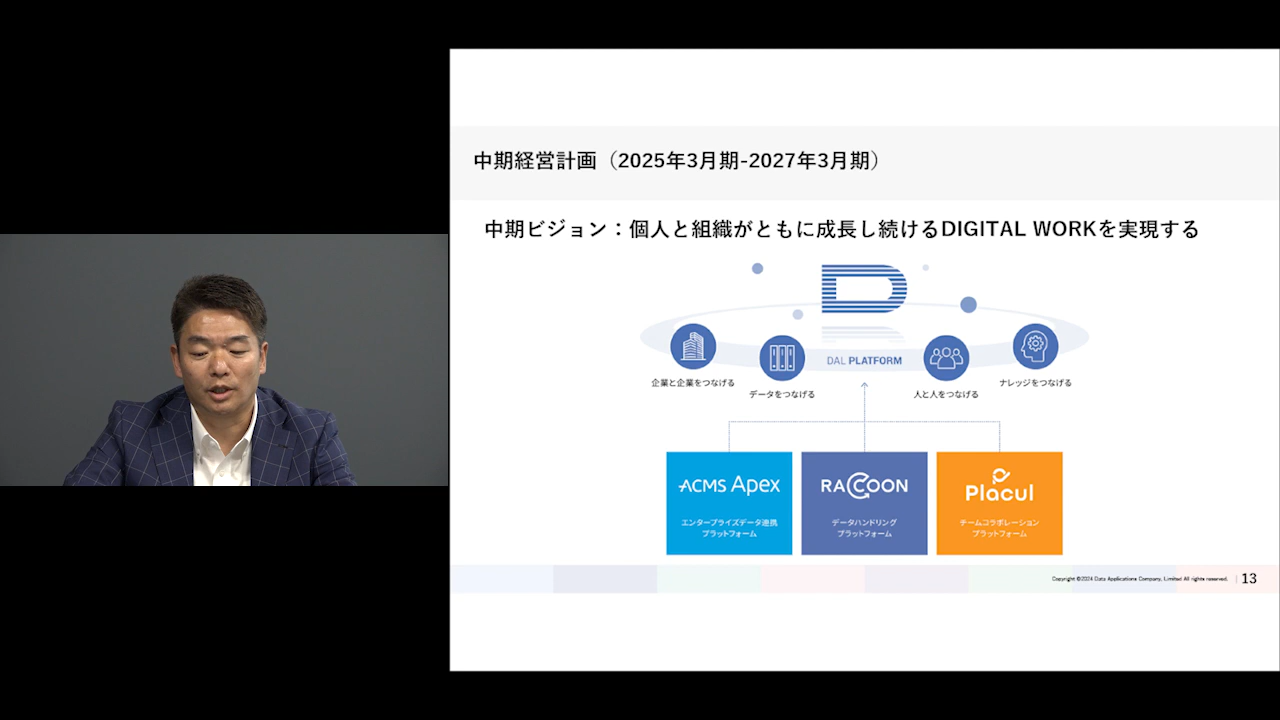 中期経営計画（2025年3月期-2027年3月期）
中期ビジョン：個人と組織がともに成長し続けるDIGITAL WORKを実現する
DAL PLATFORM
企業と企業をつなげる
データをつなげる
人と人をつなげる
ナレッジをつなげる
ACMS Apex
エンタープライズデータ連携
プラットフォーム
RACCOON
データハンドリング
プラットフォーム
Placul
チームコラボレーション
プラットフォーム
Copyright ©2024 Data Applications Company, Limited All rights reserved.
13